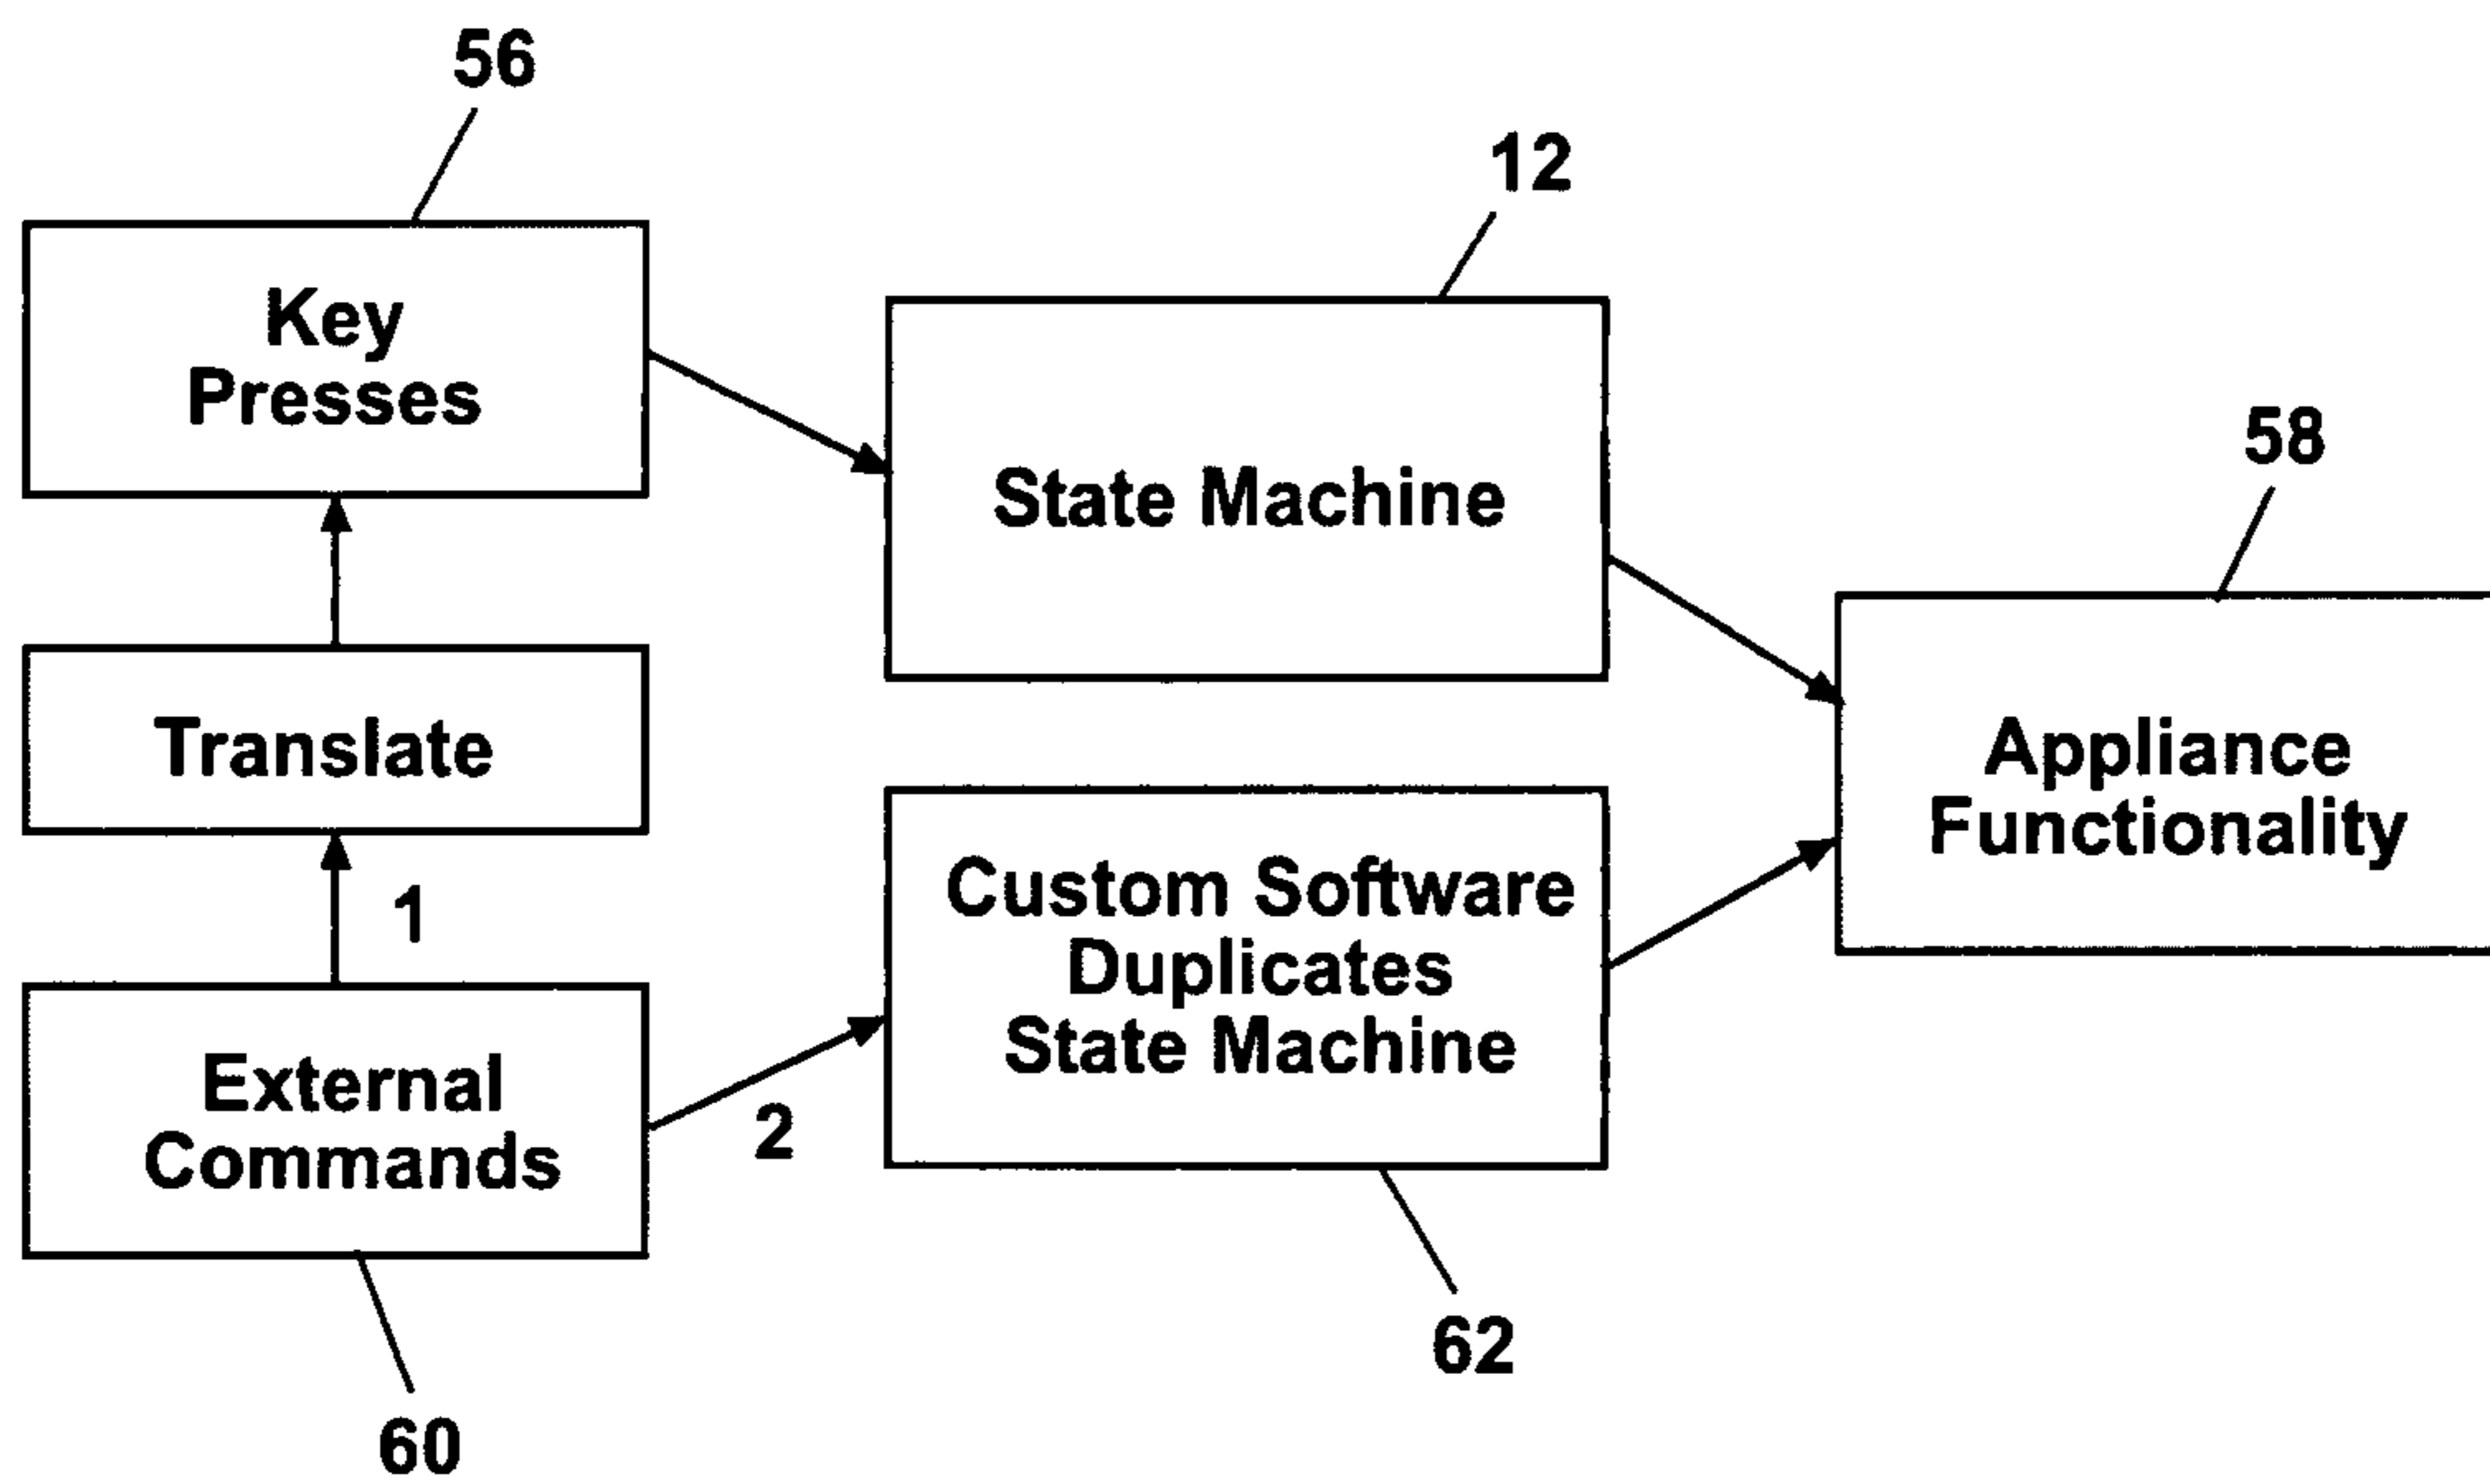 56
Key
Presses
12
State Machine
58
Appliance
Functionality
Translate
1
External
Commands
2
Custom Software
Duplicates
State Machine
62
60